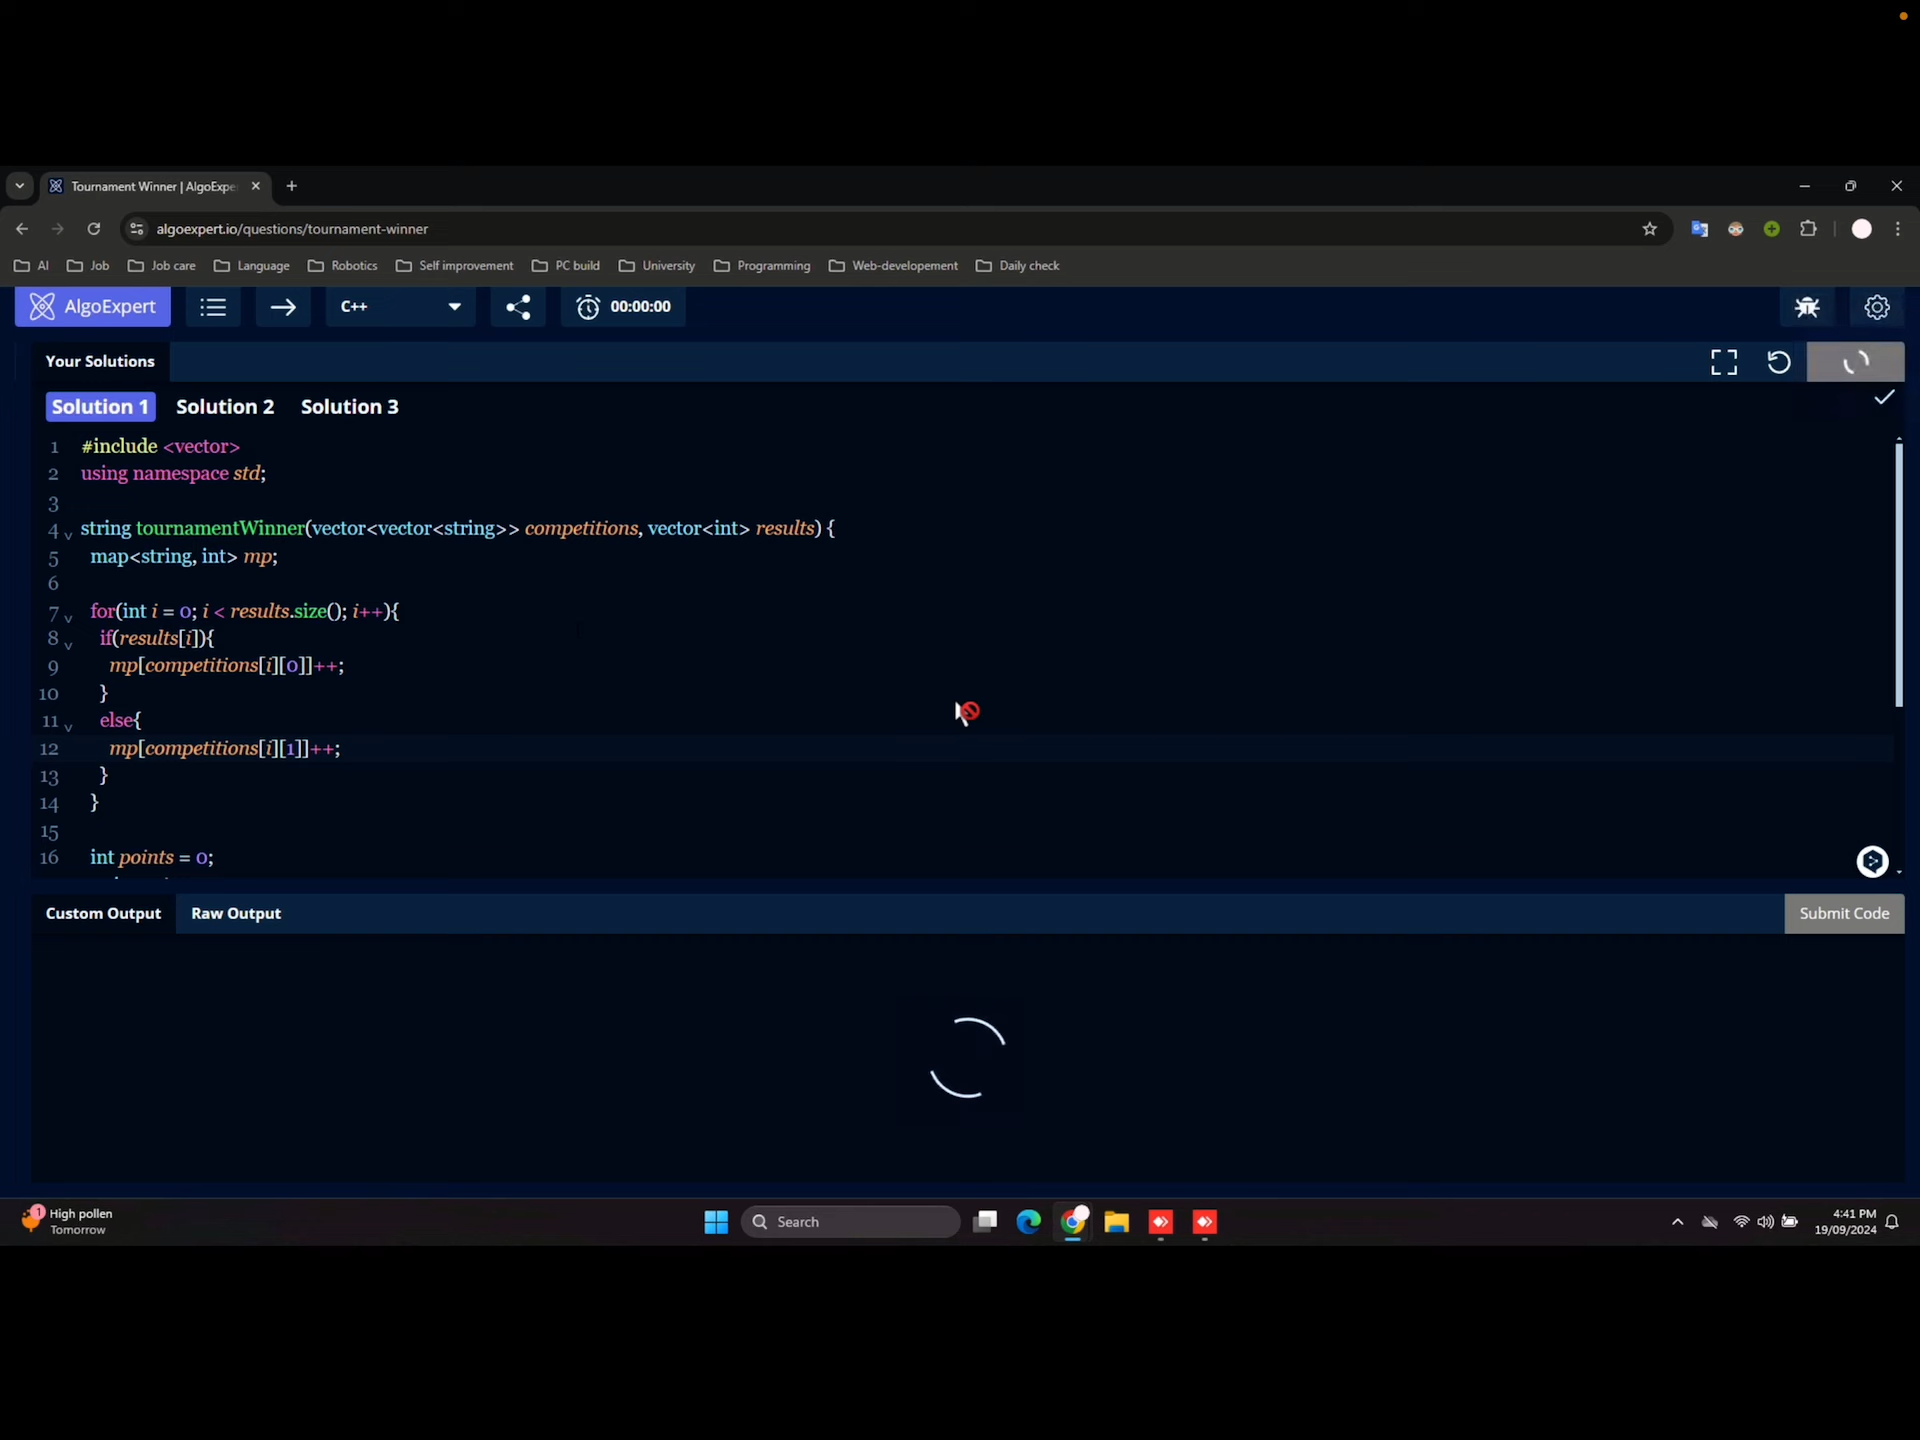 Tournament Winner | AlgoExpe
algoexpert.io/questions/tournament-winner
AI Job Job care Language Robotics Self improvement PC build University Programming Web-developement Daily check
AlgoExpert C++ 00:00:00
Your Solutions
Solution 1 Solution 2 Solution 3
1 #include <vector>
2 using namespace std;
3
4 string tournamentWinner(vector<vector<string>> competitions, vector<int> results) {
5 map<string, int> mp;
6
7 for(int i = 0; i < results.size(); i++){
8 if(results[i]){
9 mp[competitions[i][0]]++;
10 }
11 else{
12 mp[competitions[i][1]]++;
13 }
14 }
15
16 int points = 0;
Custom Output Raw Output Submit Code
1 High pollen
Tomorrow
Search
4:41 PM
19/09/2024